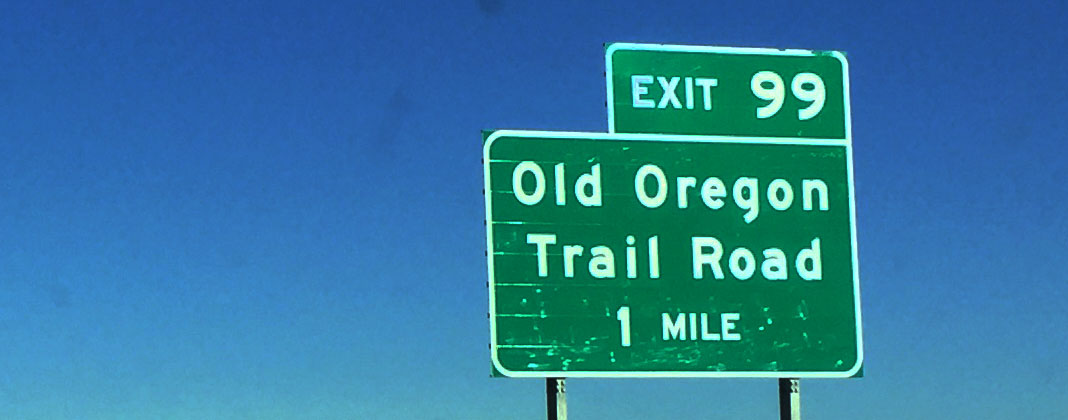 EXIT 99
Old Oregon
Trail Road
1 MILE